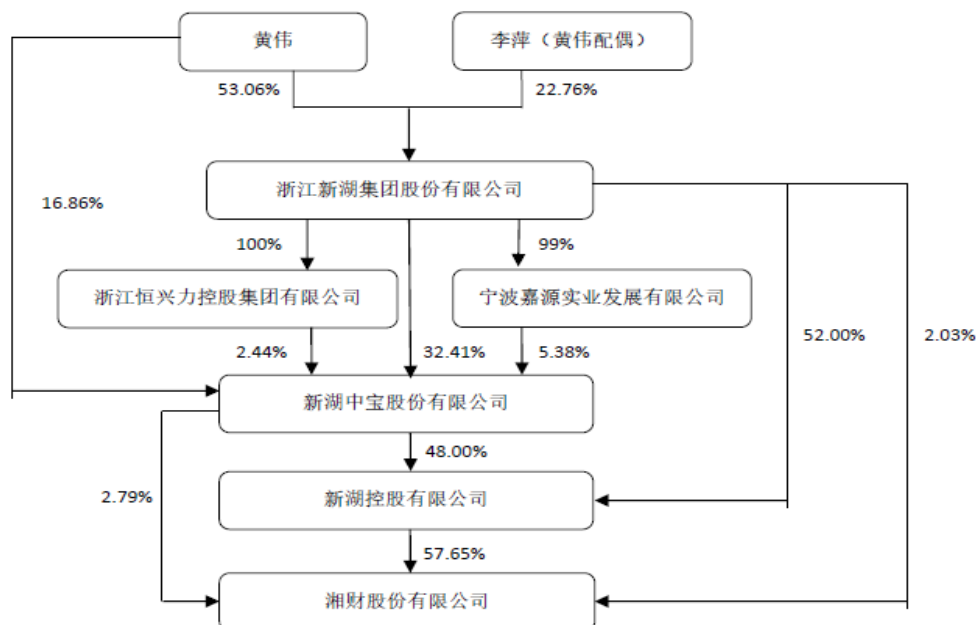 黄伟
李萍（黄伟配偶）
53.06%
22.76%
浙江新湖集团股份有限公司
16.86%
100%
99%
浙江恒兴力控股集团有限公司
宁波嘉源实业发展有限公司
2.44%
32.41%
5.38%
52.00%
2.03%
新湖中宝股份有限公司
48.00%
2.79%
新湖控股有限公司
57.65%
湘财股份有限公司